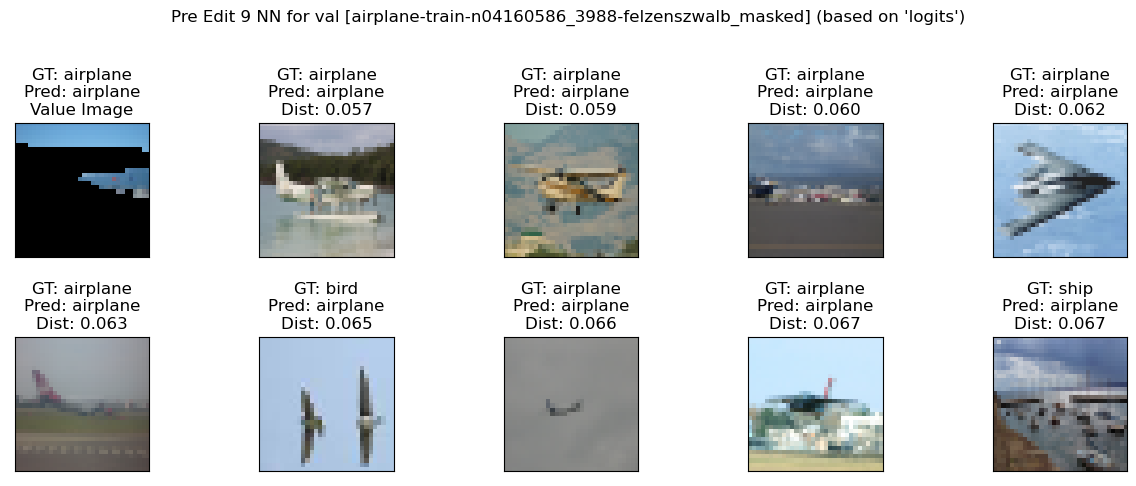 Pre Edit 9 NN for val [airplane-train-n04160586_3988-felzenszwalb_masked] (based on 'logits')
GT: airplane
Pred: airplane
Value Image
GT: airplane
Pred: airplane
Dist: 0.057
GT: airplane
Pred: airplane
Dist: 0.059
GT: airplane
Pred: airplane
Dist: 0.060
GT: airplane
Pred: airplane
Dist: 0.062
GT: airplane
Pred: airplane
Dist: 0.063
GT: bird
Pred: airplane
Dist: 0.065
GT: airplane
Pred: airplane
Dist: 0.066
GT: airplane
Pred: airplane
Dist: 0.067
GT: ship
Pred: airplane
Dist: 0.067